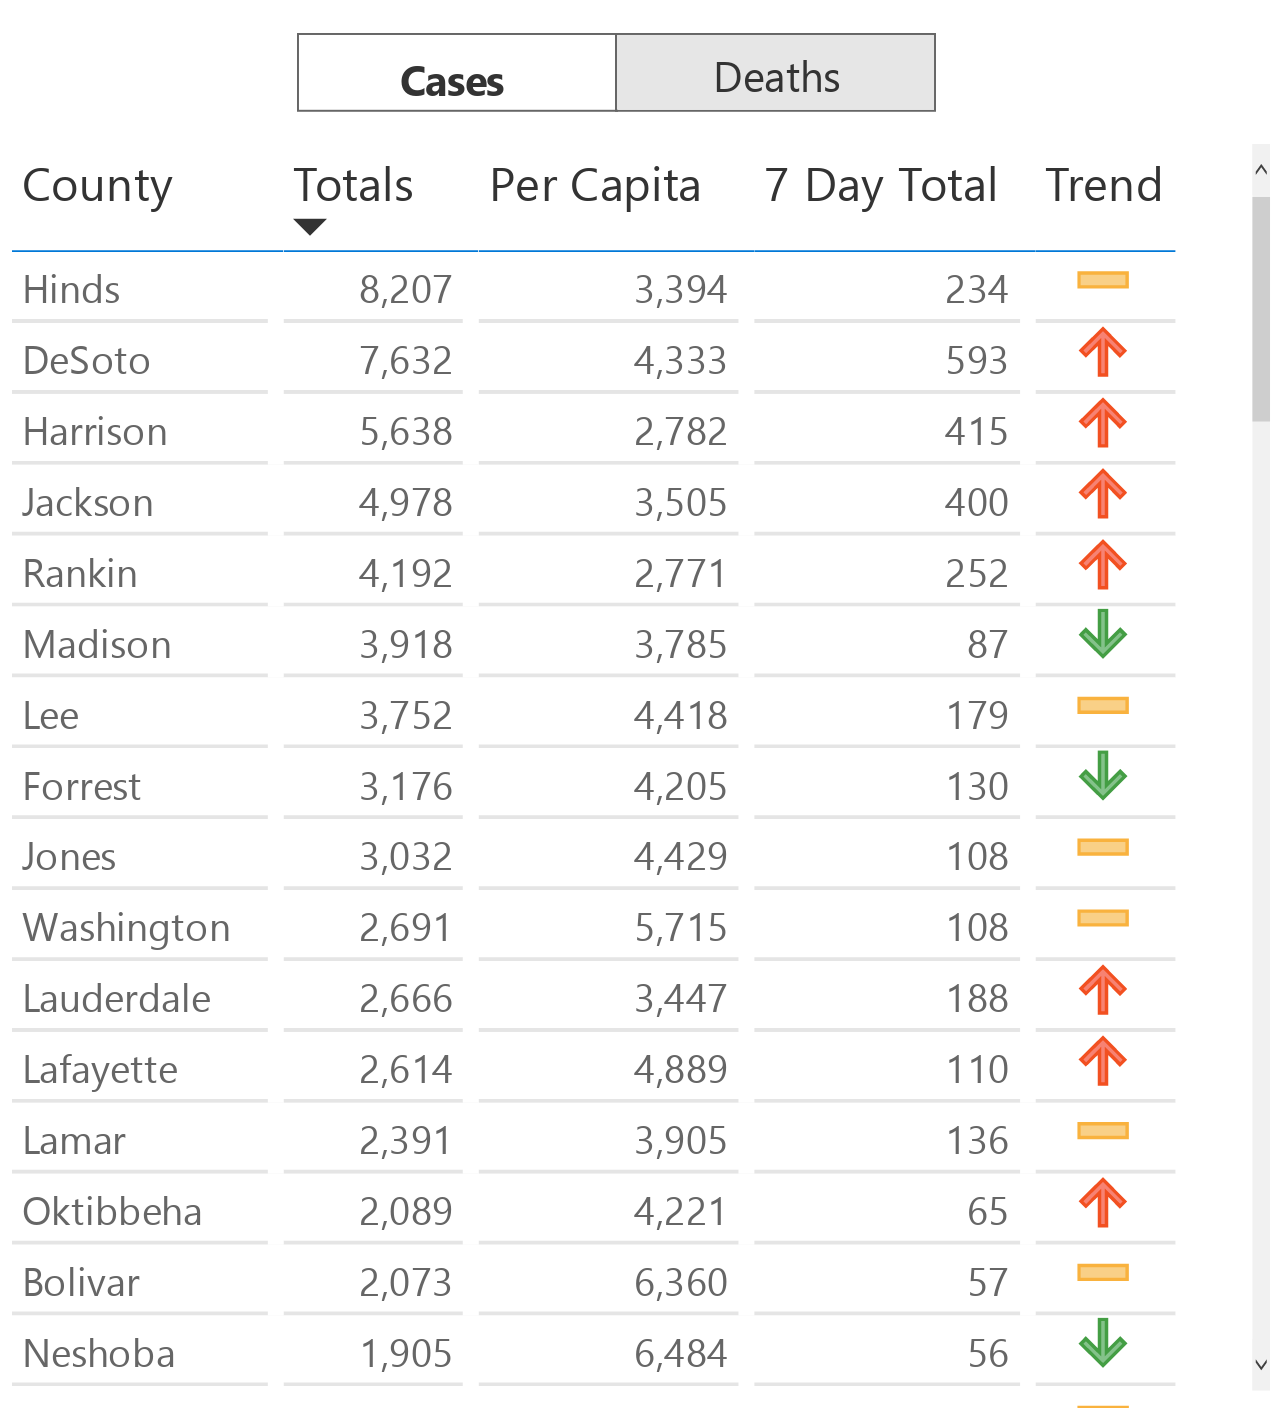 Cases Deaths
County Totals Per Capita 7 Day Total Trend
Hinds 8,207 3,394 234
DeSoto 7,632 4,333 593
Harrison 5,638 2,782 415
Jackson 4,978 3,505 400
Rankin 4,192 2,771 252
Madison 3,918 3,785 87
Lee 3,752 4,418 179
Forrest 3,176 4,205 130
Jones 3,032 4,429 108
Washington 2,691 5,715 108
Lauderdale 2,666 3,447 188
Lafayette 2,614 4,889 110
Lamar 2,391 3,905 136
Oktibbeha 2,089 4,221 65
Bolivar 2,073 6,360 57
Neshoba 1,905 6,484 56